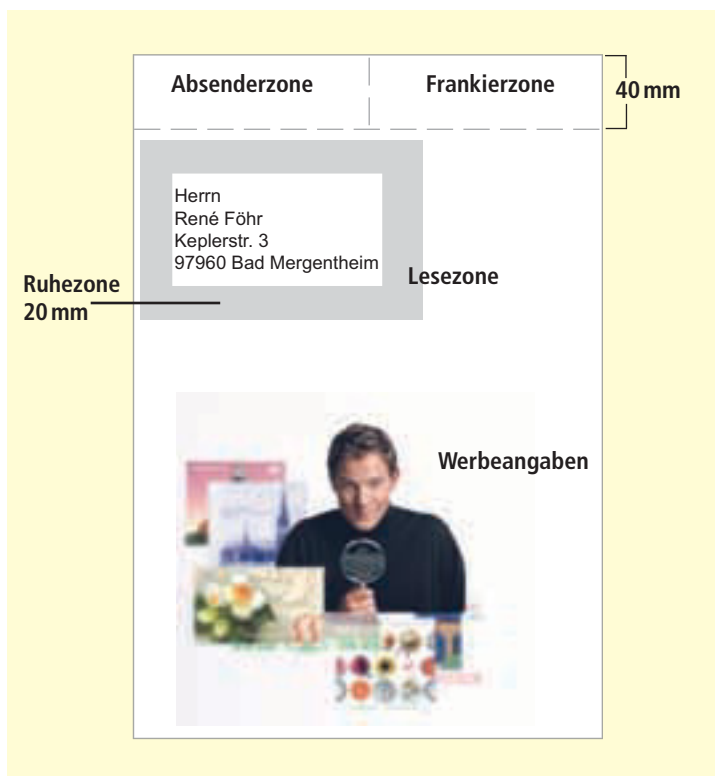 Absenderzone
Frankierzone
40 mm
Herrn
René Föhr
Keplerstr. 3
97960 Bad Mergentheim
Lesezone
Ruhezone
20 mm
Werbeangaben